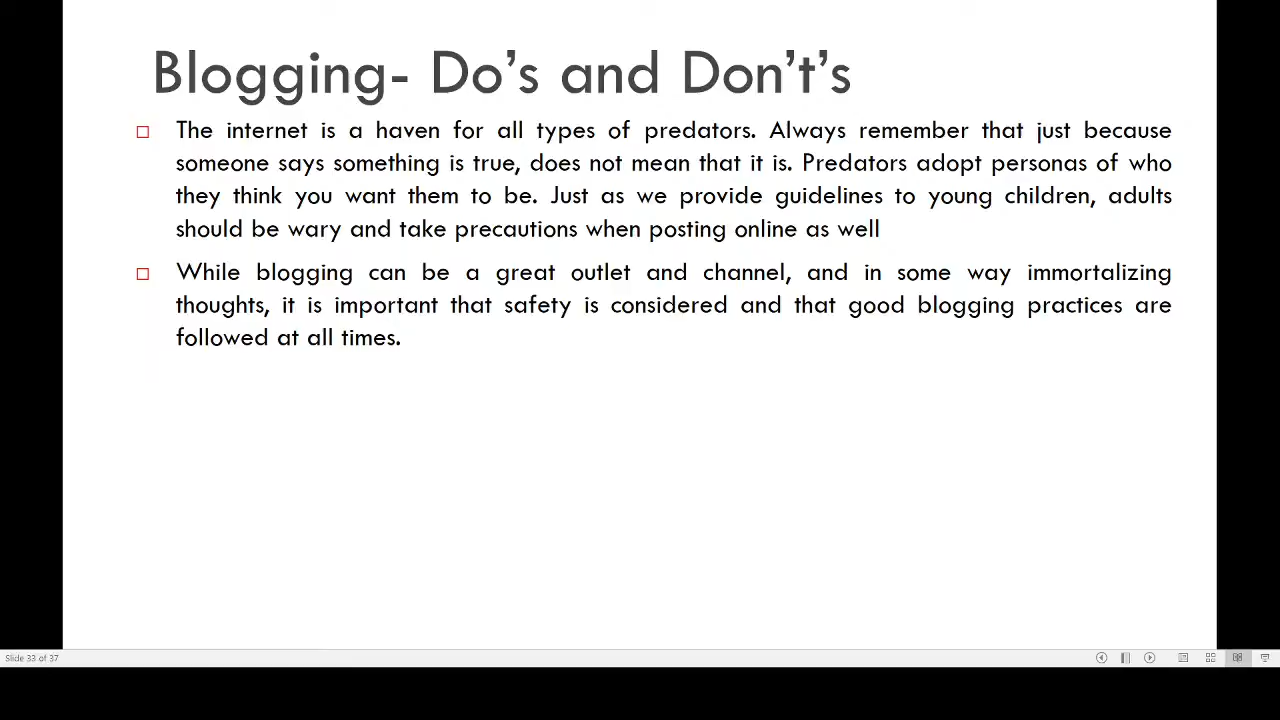 Blogging- Do’s and Don’t’s
The internet is a haven for all types of predators. Always remember that just because
someone says something is true, does not mean that it is. Predators adopt personas of who
they think you want them to be. Just as we provide guidelines to young children, adults
should be wary and take precautions when posting online as well
While blogging can be a great outlet and channel, and in some way immortalizing
thoughts, it is important that safety is considered and that good blogging practices are
followed at all times.
Slide 33 of 37